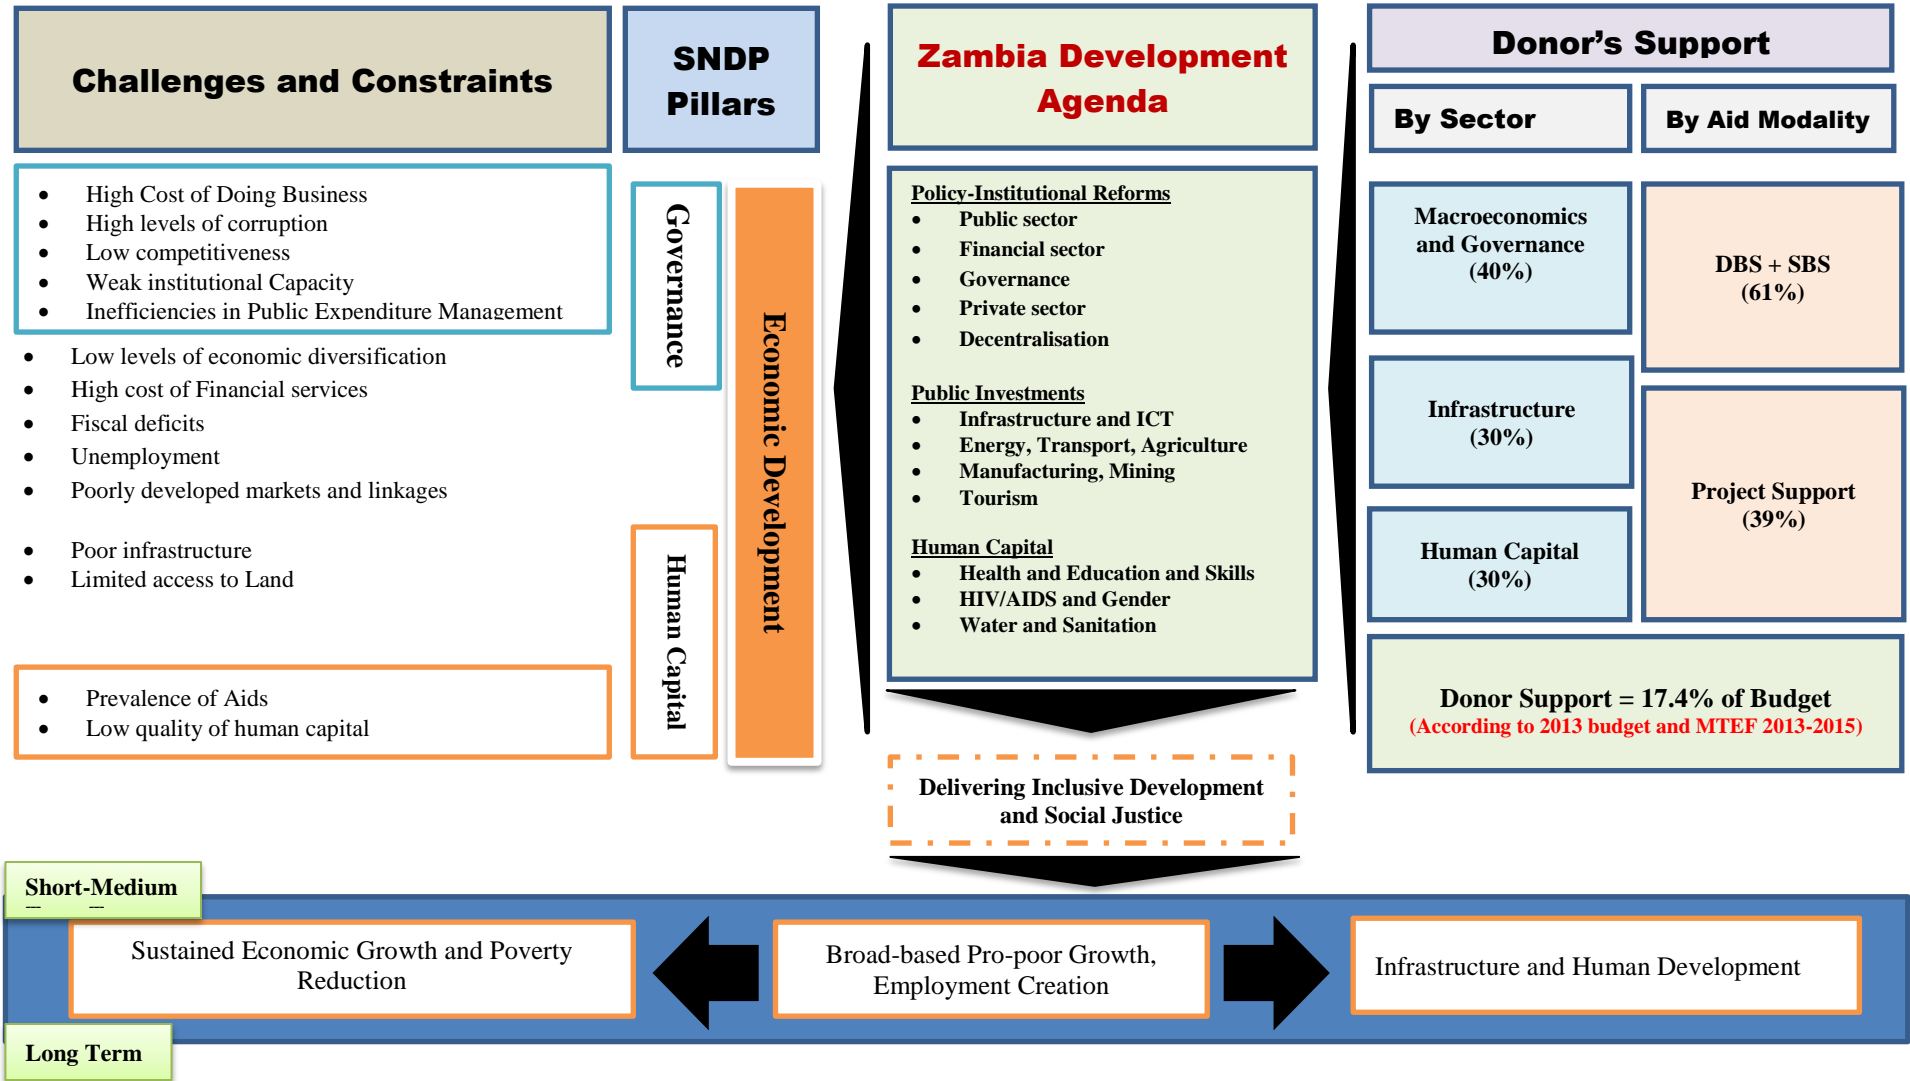 Challenges and Constraints
SNDP
Pillars
Zambia Development
Agenda
Donor's Support
By Sector
By Aid Modality
• High Cost of Doing Business
• High levels of corruption
• Low competitiveness
• Weak institutional Capacity
• Inefficiencies in Public Expenditure Management
• Low levels of economic diversification
• High cost of Financial services
• Fiscal deficits
• Unemployment
• Poorly developed markets and linkages
• Poor infrastructure
• Limited access to Land
• Prevalence of Aids
• Low quality of human capital
Governance
Human Capital
Economic Development
Policy-Institutional Reforms
• Public sector
• Financial sector
• Governance
• Private sector
• Decentralisation
Public Investments
• Infrastructure and ICT
• Energy, Transport, Agriculture
• Manufacturing, Mining
• Tourism
Human Capital
• Health and Education and Skills
• HIV/AIDS and Gender
• Water and Sanitation
Macroeconomics
and Governance
(40%)
Infrastructure
(30%)
Human Capital
(30%)
DBS + SBS
(61%)
Project Support
(39%)
Donor Support = 17.4% of Budget
(According to 2013 budget and MTEF 2013-2015)
Delivering Inclusive Development
and Social Justice
Short-Medium
Sustained Economic Growth and Poverty
Reduction
Broad-based Pro-poor Growth,
Employment Creation
Infrastructure and Human Development
Long Term